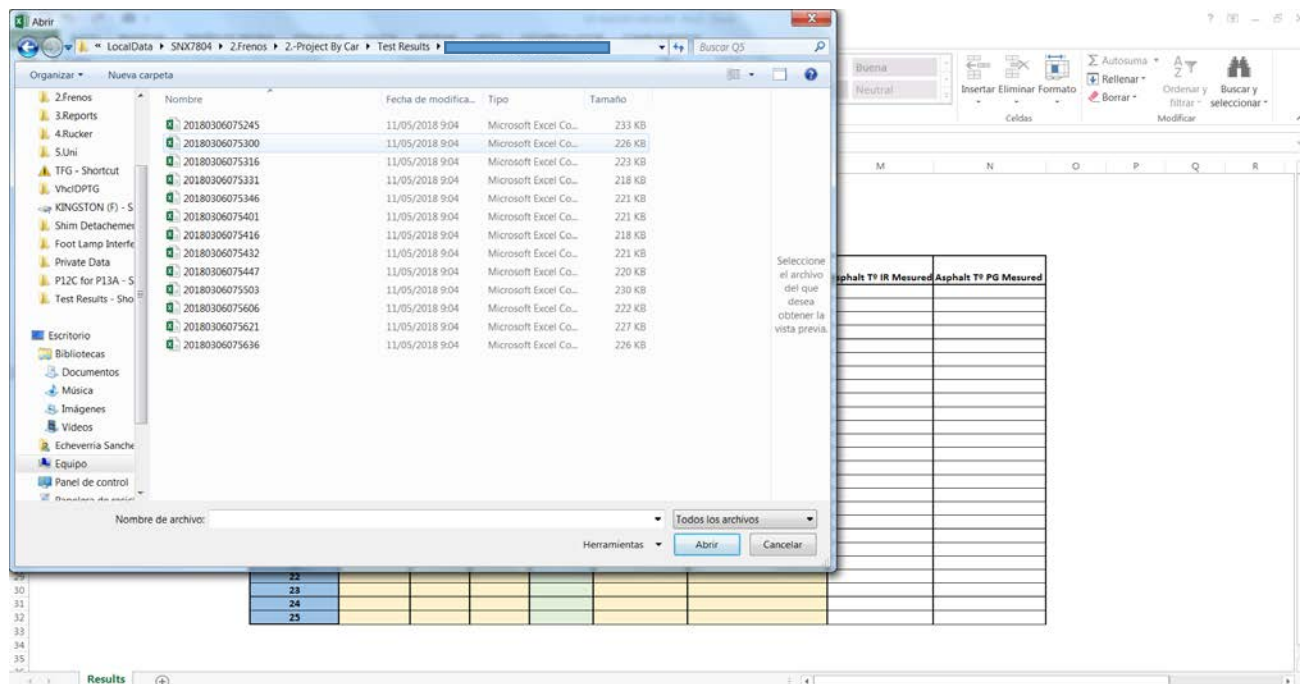 Abrir
« LocalData ▸ SNX7804 ▸ 2.Frenos ▸ 2.-Project By Car ▸ Test Results ▸
Buscar Q5
Organizar
Nueva carpeta
2.Frenos
3.Reports
4.Rucker
5.Uni
TFG - Shortcut
VhclDPTG
KINGSTON (F) - S
Shim Detachemer
Foot Lamp Interfe
Private Data
P12C for P13A - S
Test Results - Sho
Escritorio
Bibliotecas
Documentos
Música
Imágenes
Vídeos
Echeverria Sanche
Equipo
Panel de control
Nombre Fecha de modifica... Tipo Tamaño
20180306075245 11/05/2018 9:04 Microsoft Excel Co... 233 KB
20180306075300 11/05/2018 9:04 Microsoft Excel Co... 226 KB
20180306075316 11/05/2018 9:04 Microsoft Excel Co... 223 KB
20180306075331 11/05/2018 9:04 Microsoft Excel Co... 218 KB
20180306075346 11/05/2018 9:04 Microsoft Excel Co... 221 KB
20180306075401 11/05/2018 9:04 Microsoft Excel Co... 221 KB
20180306075416 11/05/2018 9:04 Microsoft Excel Co... 218 KB
20180306075432 11/05/2018 9:04 Microsoft Excel Co... 221 KB
20180306075447 11/05/2018 9:04 Microsoft Excel Co... 220 KB
20180306075503 11/05/2018 9:04 Microsoft Excel Co... 230 KB
20180306075606 11/05/2018 9:04 Microsoft Excel Co... 222 KB
20180306075621 11/05/2018 9:04 Microsoft Excel Co... 227 KB
20180306075636 11/05/2018 9:04 Microsoft Excel Co... 226 KB
Seleccione
el archivo
del que
desea
obtener la
vista previa.
Nombre de archivo:
Todos los archivos
Herramientas
Abrir
Cancelar
Buena
Neutral
Insertar Eliminar Formato
Celdas
Autosuma
Rellenar
Borrar
Ordenar y
filtrar
Buscar y
seleccionar
Modificar
M N O P Q R
sphalt Tº IR Mesured Asphalt Tº PG Mesured
29 22
30 23
31 24
32 25
33
34
35
Results